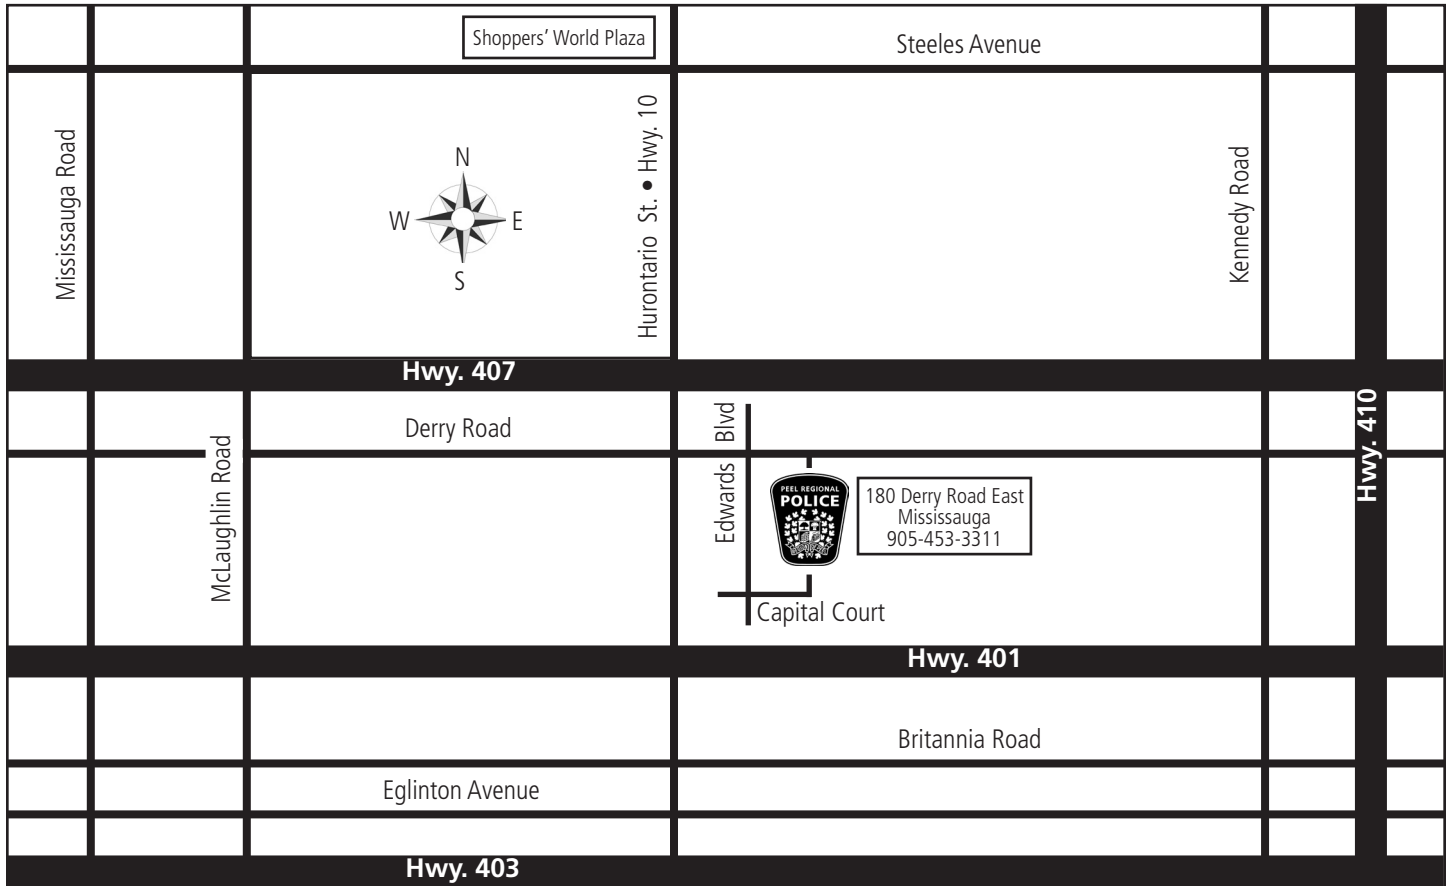 Shoppers’ World Plaza
Steeles Avenue
Mississauga Road
Hurontario St. • Hwy. 10
Kennedy Road
N
W E
S
Hwy. 407
Hwy. 410
Derry Road
McLaughlin Road
Edwards Blvd
PEEL REGIONAL
POLICE
180 Derry Road East
Mississauga
905-453-3311
Capital Court
Hwy. 401
Britannia Road
Eglinton Avenue
Hwy. 403